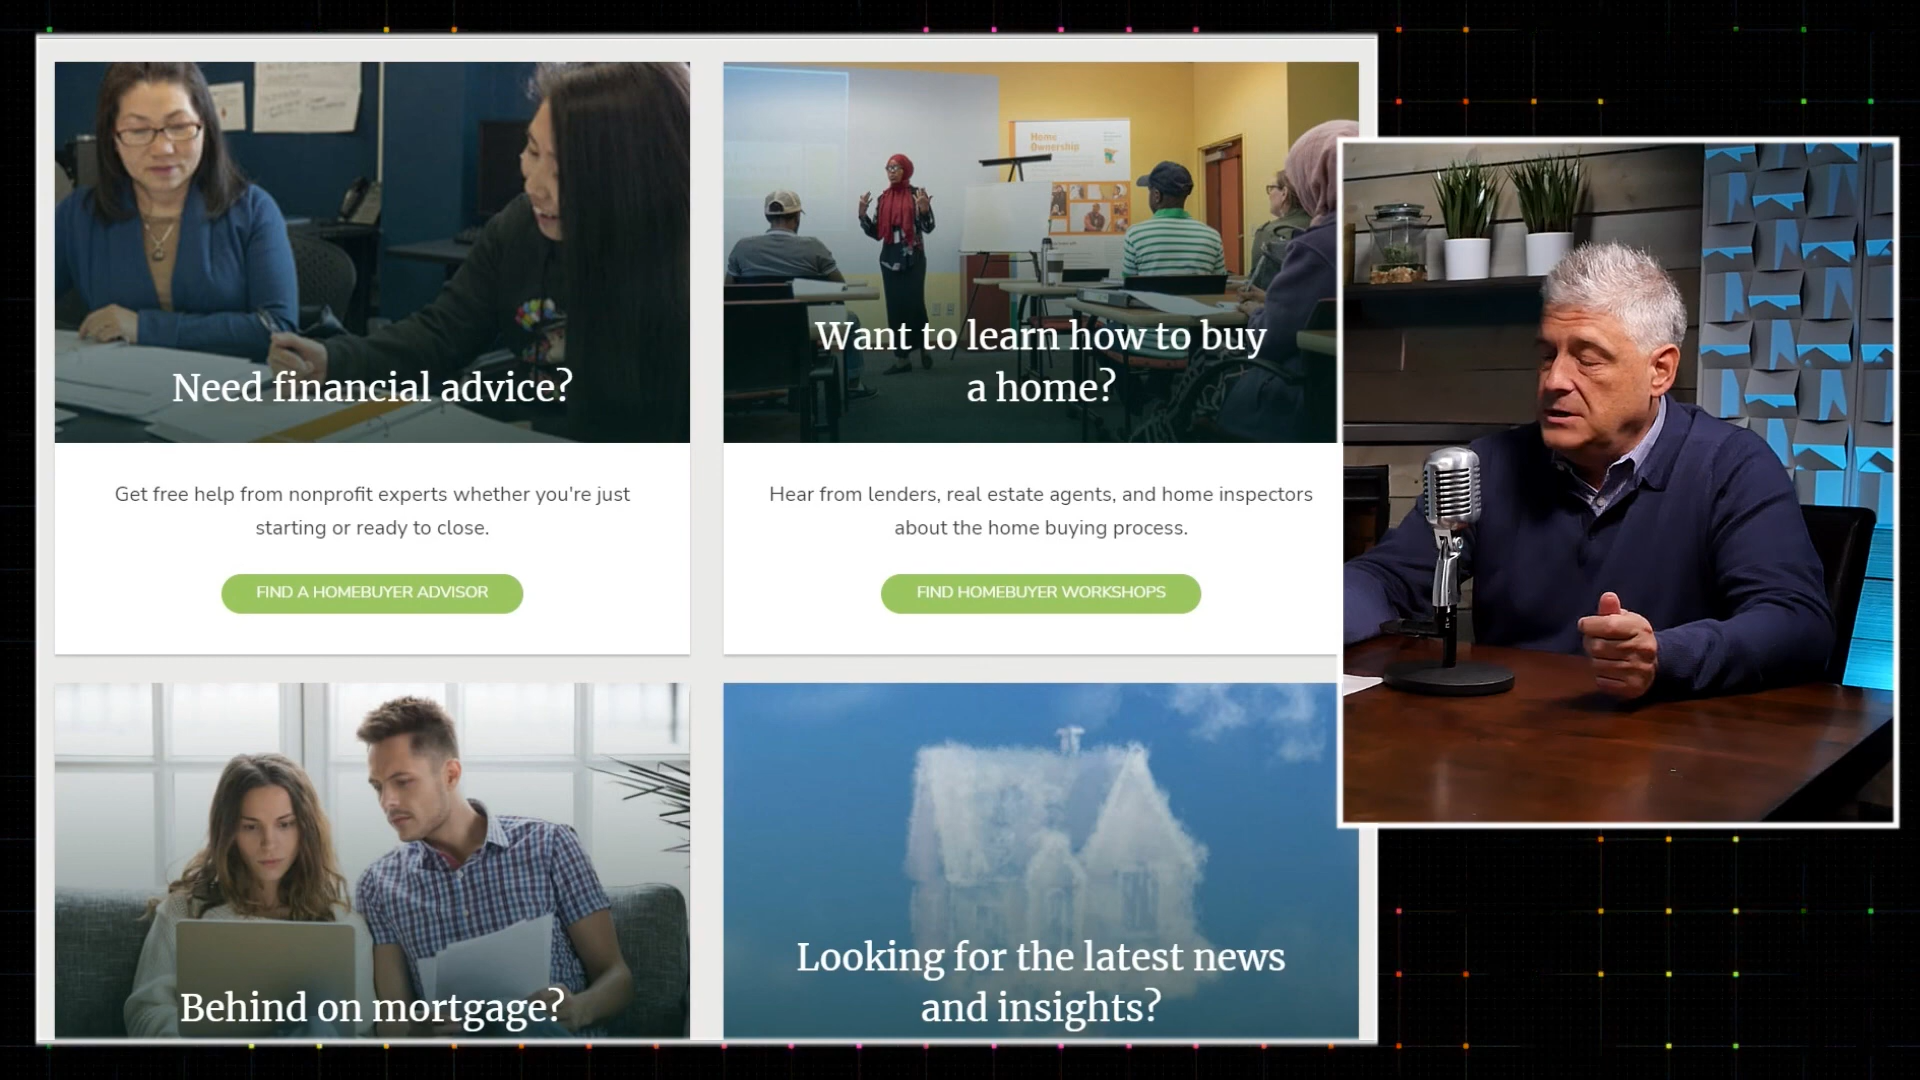 Home
Ownership
Need financial advice?
Want to learn how to buy
a home?
Get free help from nonprofit experts whether you're just
starting or ready to close.
FIND A HOMEBUYER ADVISOR
Hear from lenders, real estate agents, and home inspectors
about the home buying process.
FIND HOMEBUYER WORKSHOPS
Behind on mortgage?
Looking for the latest news
and insights?